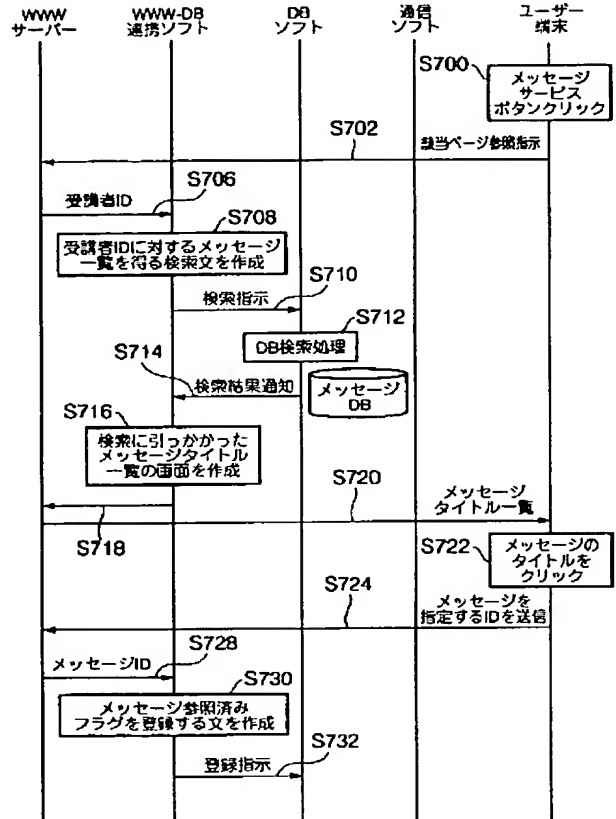 WWW
サーバー
WWW-DB
連携ソフト
DB
ソフト
通信
ソフト
ユーザー
端末
S700
メッセージ
サービス
ボタンクリック
S702
該当ページ参照指示
S706
受講者ID
S708
受講者IDに対するメッセージ
一覧を得る検索文を作成
S710
検索指示
S712
DB検索処理
S714
検索結果通知
メッセージ
DB
S716
検索に引っかかった
メッセージタイトル
一覧の画面を作成
S718
S720
メッセージ
タイトル一覧
S722
メッセージの
タイトルを
クリック
S724
メッセージを
指定するIDを送信
S728
メッセージID
S730
メッセージ参照済み
フラグを登録する文を作成
S732
登録指示